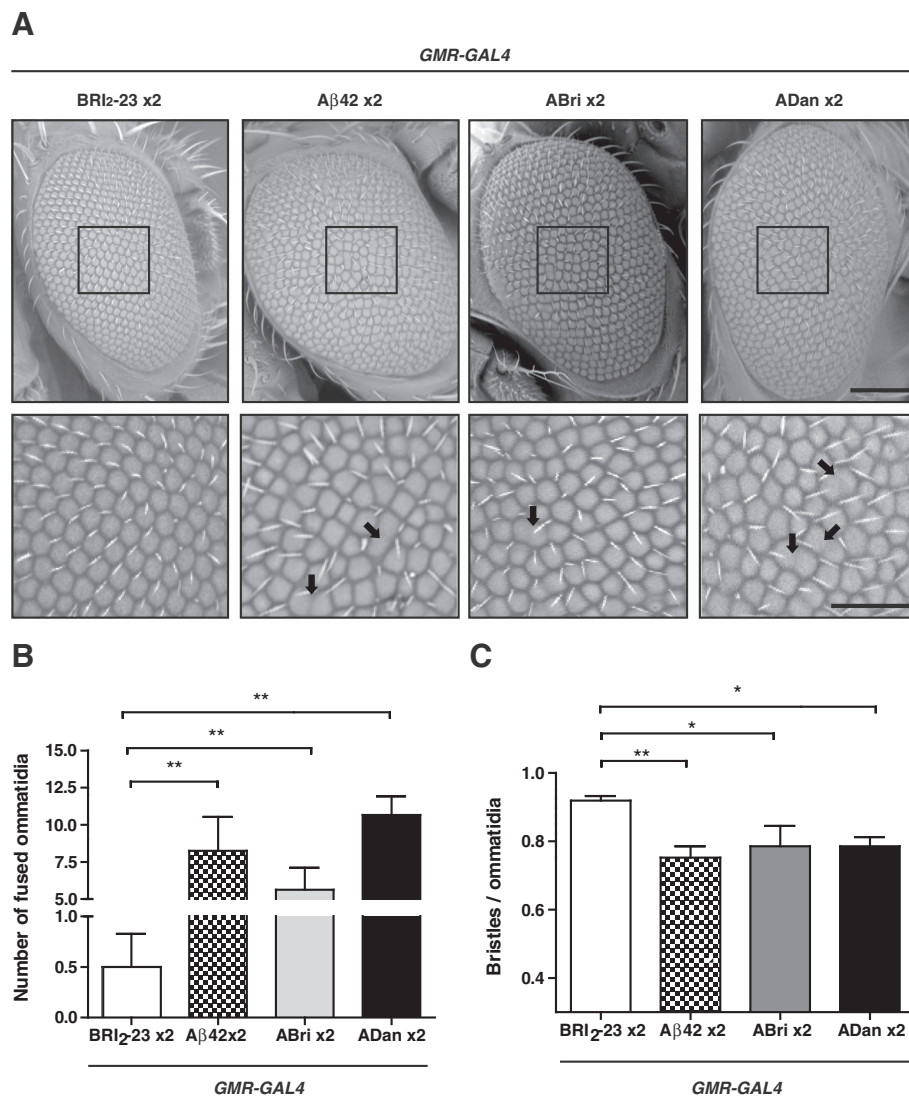 A
GMR-GAL4
BRI2-23 x2 Aβ42 x2 ABri x2 ADan x2
B
Number of fused ommatidia
15.0
12.5
10.0
7.5
5.0
1.0
0.5
0.0
** 
**
**
BRI2-23 x2 Aβ42x2 ABri x2 ADan x2
GMR-GAL4
C
Bristles / ommatidia
1.0
0.8
0.6
0.4
*
*
**
BRI2-23 x2 Aβ42 x2 ABri x2 ADan x2
GMR-GAL4